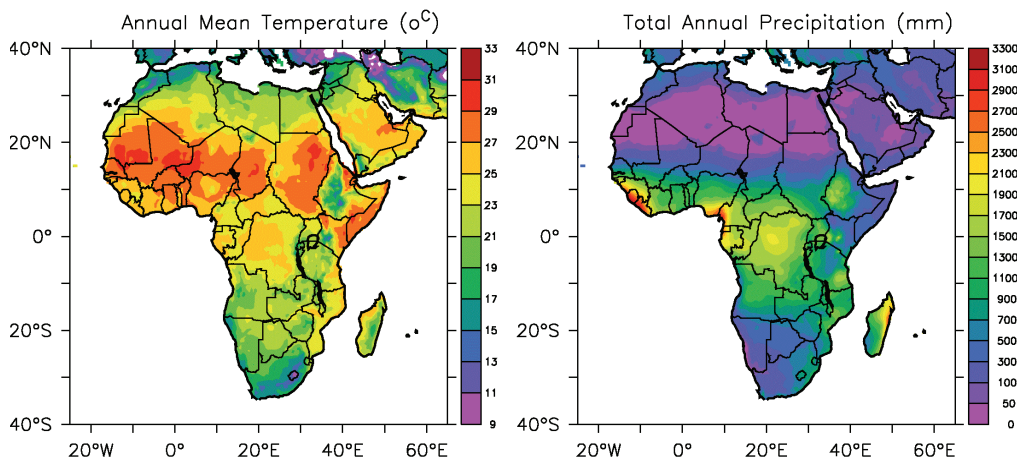 Annual Mean Temperature (o^C)
40°N
20°N
0°
20°S
40°S
20°W 0° 20°E 40°E 60°E
33
31
29
27
25
23
21
19
17
15
13
11
9
Total Annual Precipitation (mm)
40°N
20°N
0°
20°S
40°S
20°W 0° 20°E 40°E 60°E
3300
3100
2900
2700
2500
2300
2100
1900
1700
1500
1300
1100
900
700
500
300
100
50
0